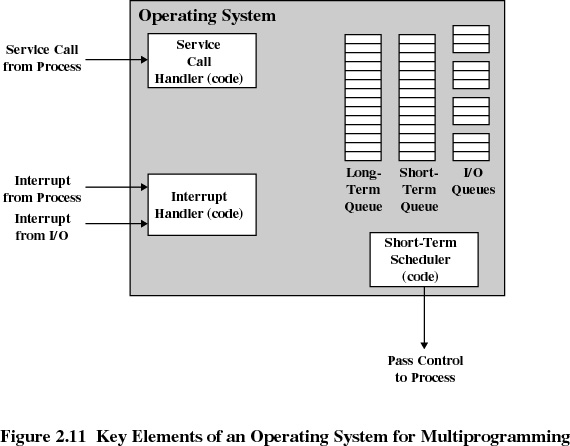 Operating System
Service Call
from Process
Service
Call
Handler (code)
Interrupt
from Process
Interrupt
from I/O
Interrupt
Handler (code)
Long-
Term
Queue
Short-
Term
Queue
I/O
Queues
Short-Term
Scheduler
(code)
Pass Control
to Process
Figure 2.11 Key Elements of an Operating System for Multiprogramming